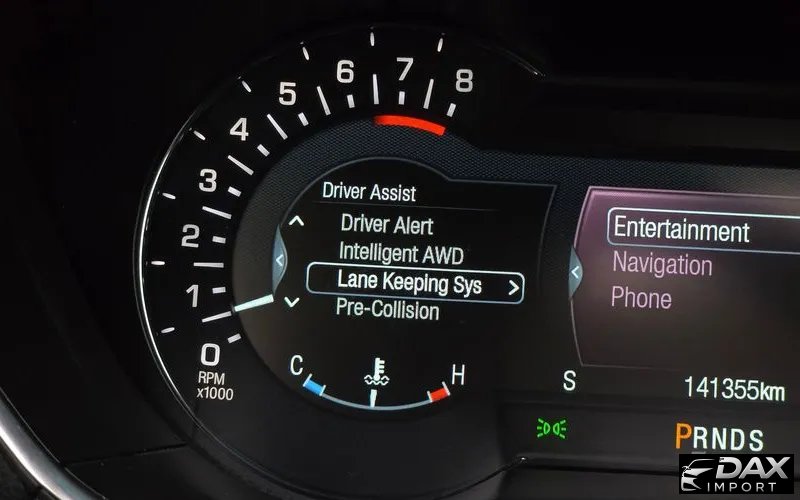 8
7
6
5
4
3
2
1
0
RPM
x1000
Driver Assist
Driver Alert
Intelligent AWD
Lane Keeping Sys
Pre-Collision
C
H
Entertainment
Navigation
Phone
S
141355km
PRNDS
DAX
IMPORT